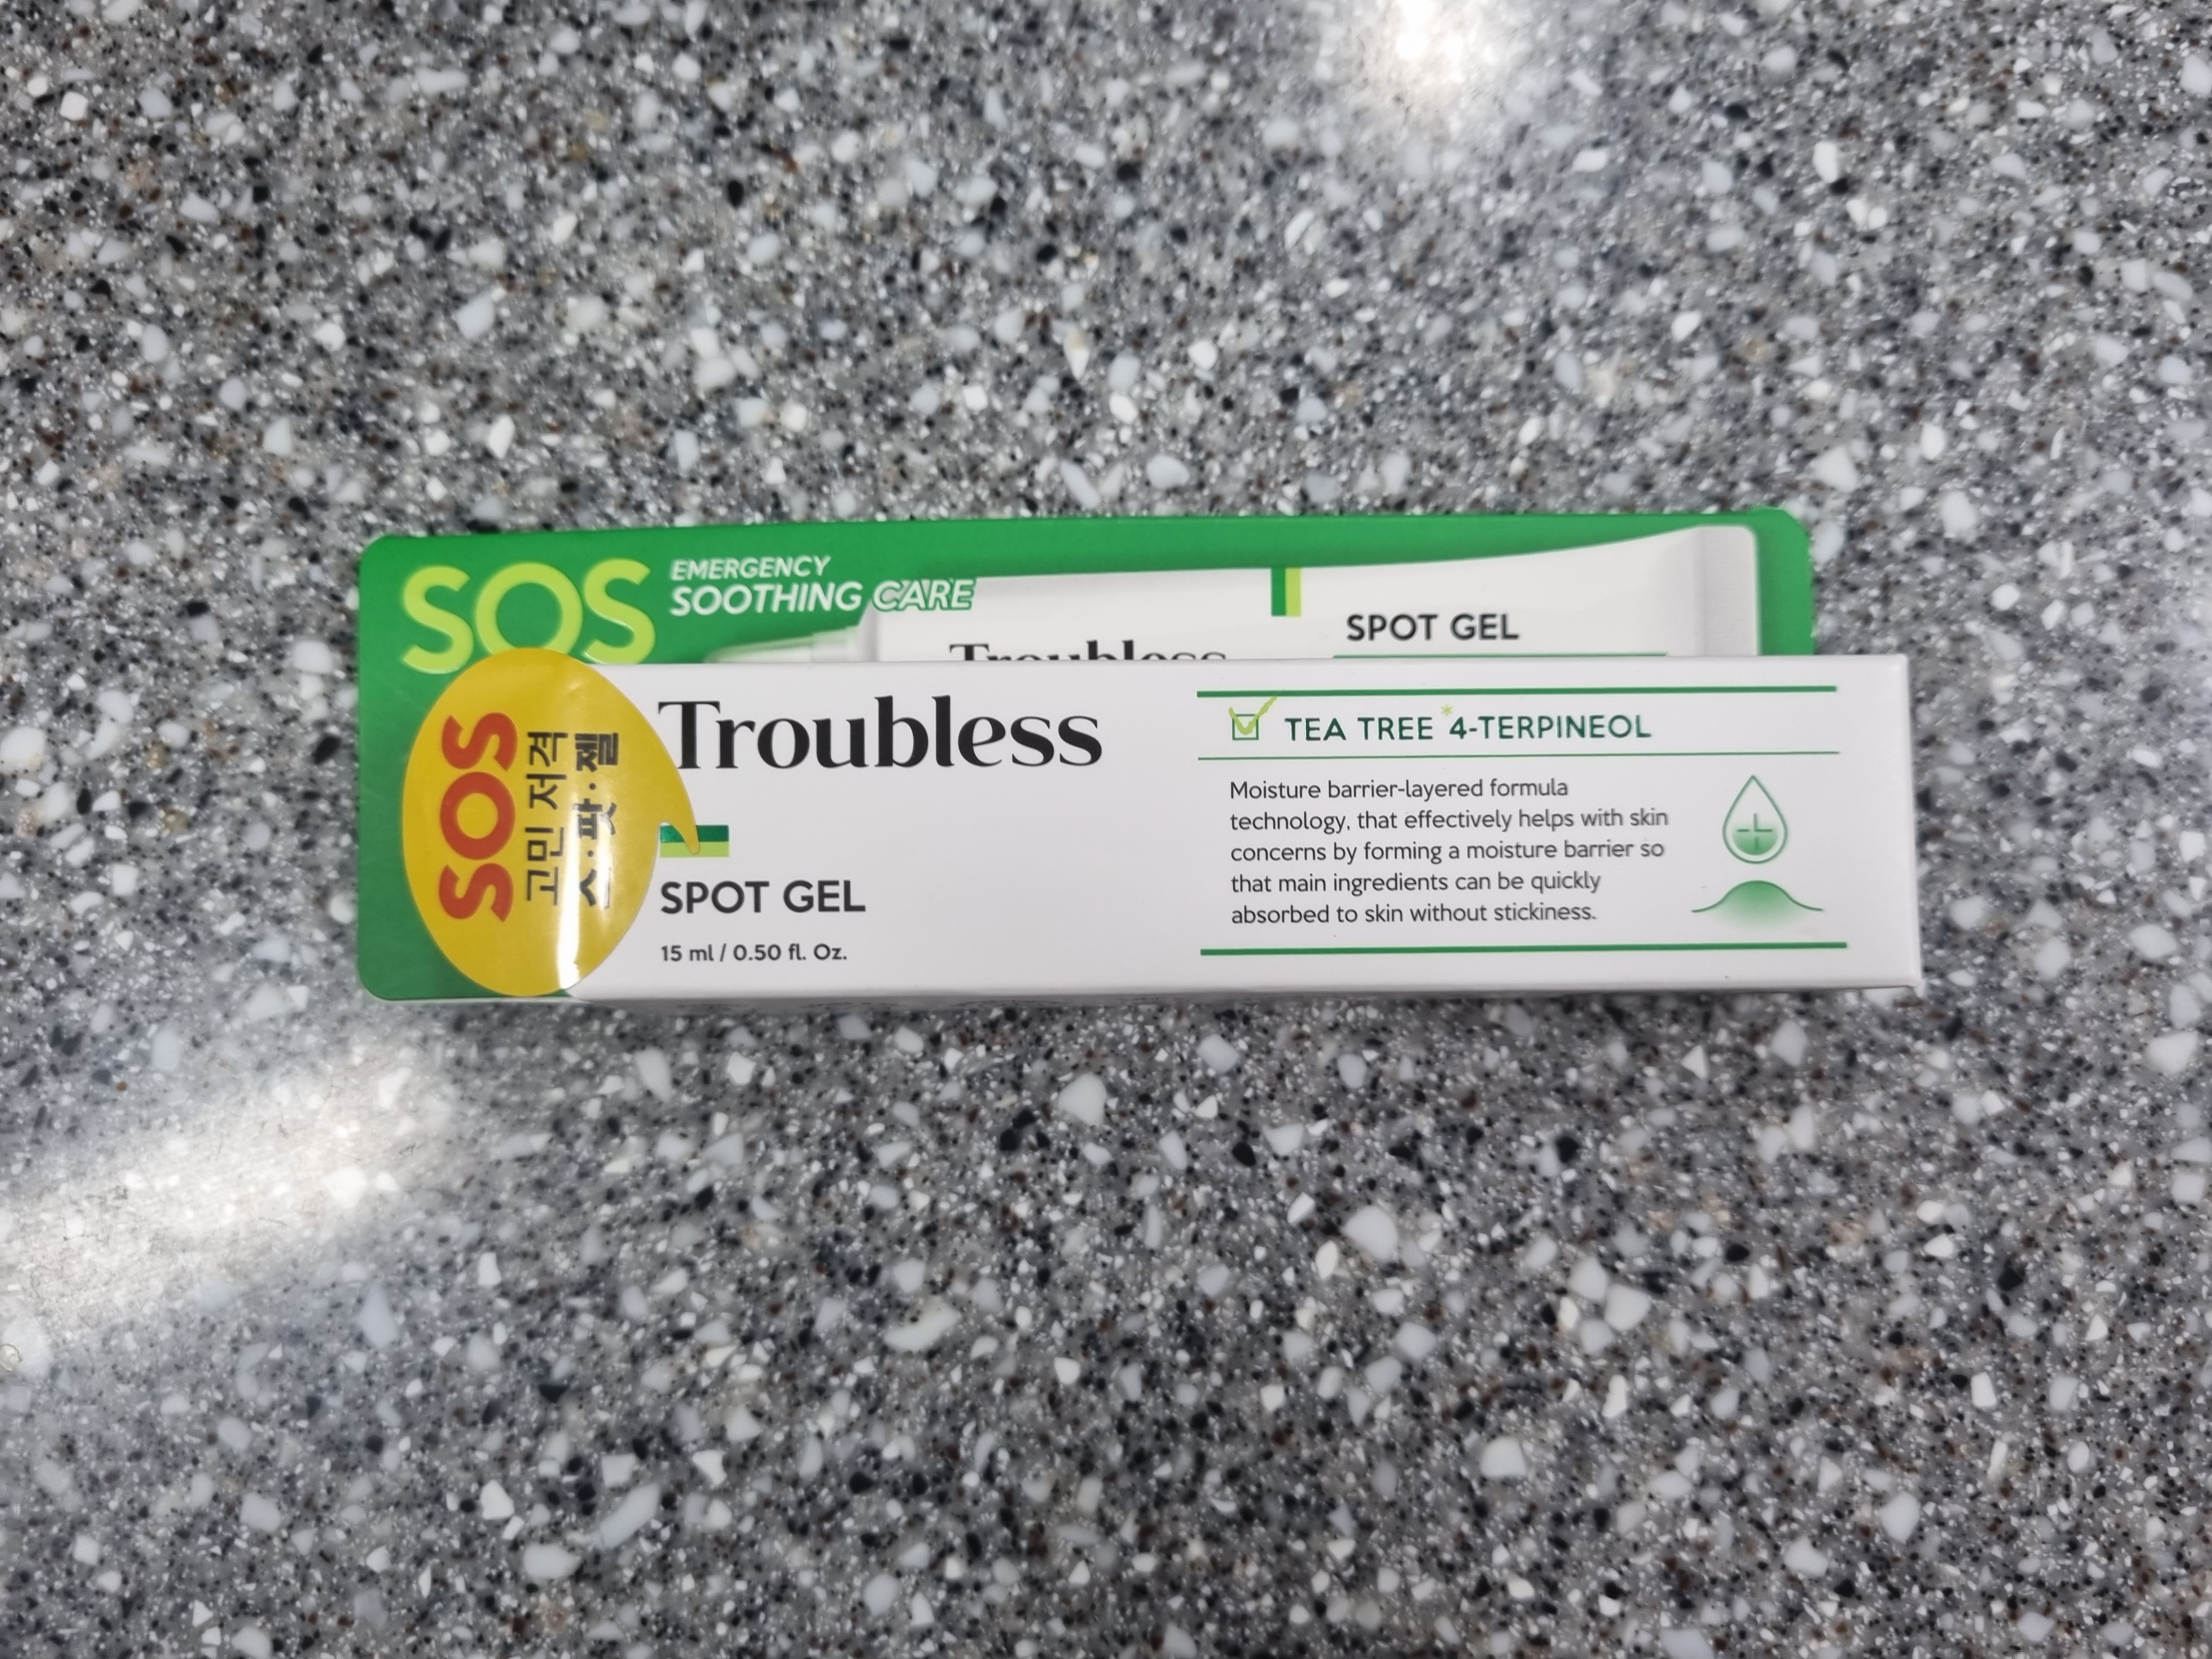 SOS
EMERGENCY
SOOTHING CARE
Troubless
SPOT GEL
SOS
고민 저격
스·팟·젤
Troubless
SPOT GEL
15 ml / 0.50 fl. Oz.
TEA TREE *4-TERPINEOL
Moisture barrier-layered formula
technology, that effectively helps with skin
concerns by forming a moisture barrier so
that main ingredients can be quickly
absorbed to skin without stickiness.